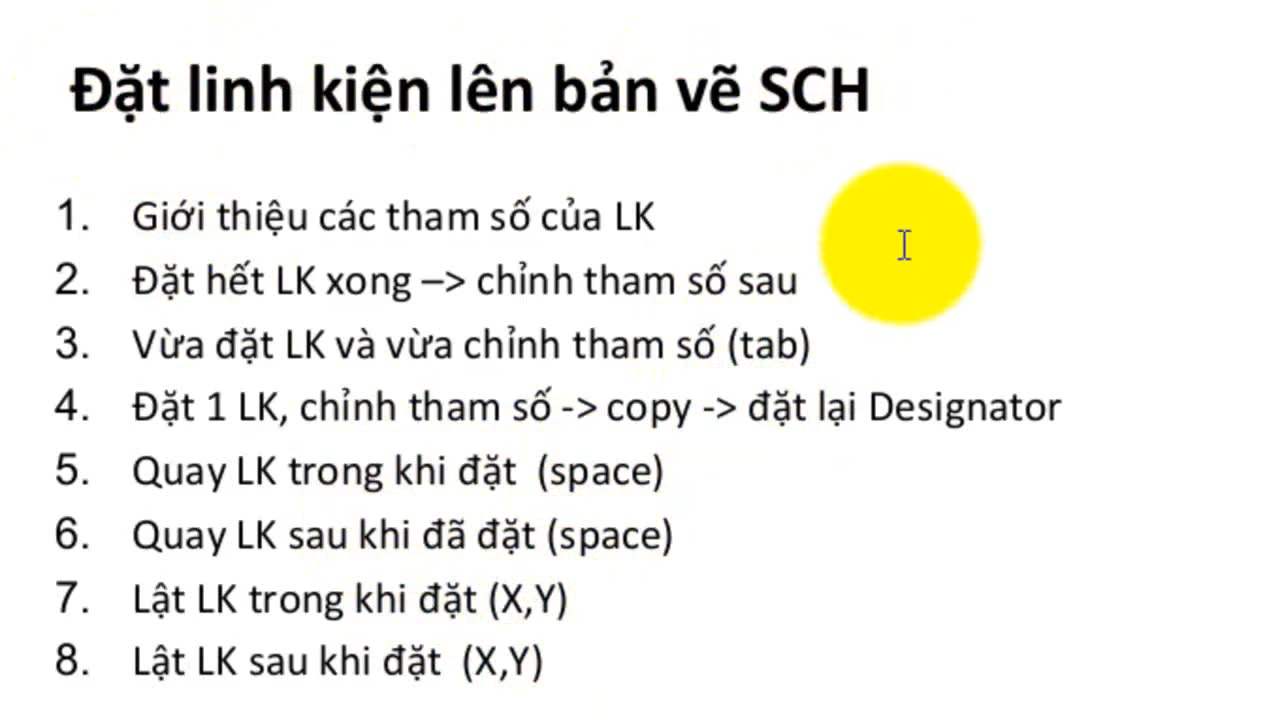 Đặt linh kiện lên bản vẽ SCH
1. Giới thiệu các tham số của LK
2. Đặt hết LK xong –> chỉnh tham số sau
3. Vừa đặt LK và vừa chỉnh tham số (tab)
4. Đặt 1 LK, chỉnh tham số -> copy -> đặt lại Designator
5. Quay LK trong khi đặt (space)
6. Quay LK sau khi đã đặt (space)
7. Lật LK trong khi đặt (X,Y)
8. Lật LK sau khi đặt (X,Y)